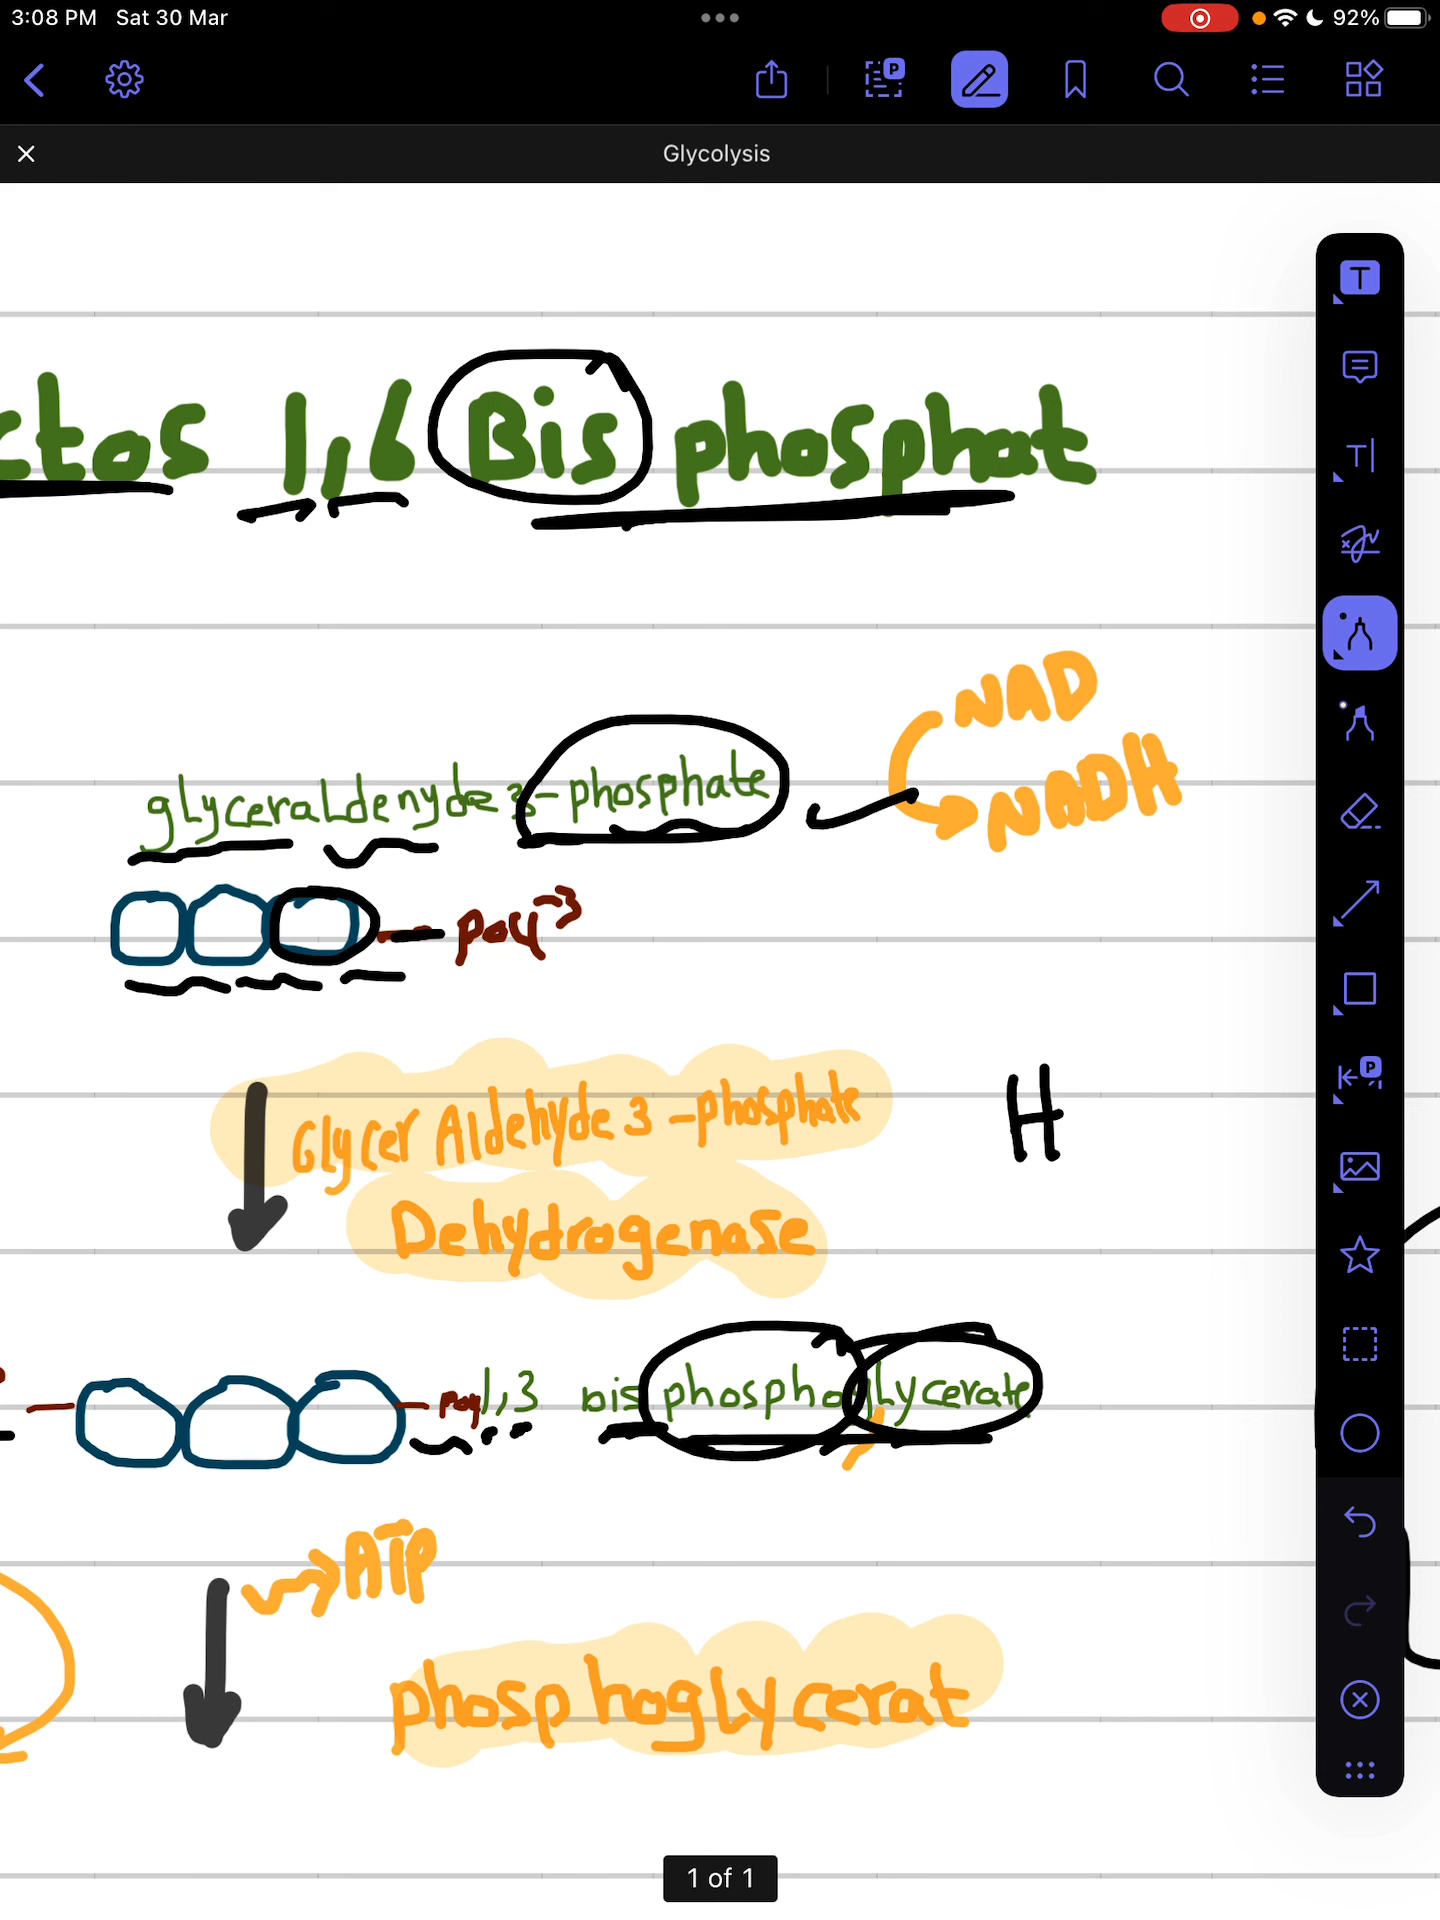 3:08 PM Sat 30 Mar
92%
P
Glycolysis
T
T
ctos 1,6 Bis phosphat
NAD
NADH
glyceraldenyde 3-phosphate
po4-3
Glycer Aldehyde 3-phosphate
H
Dehydrogenase
po4 1,3 bis phosphoglycerate
ATP
phosphoglycerat
P
1 of 1